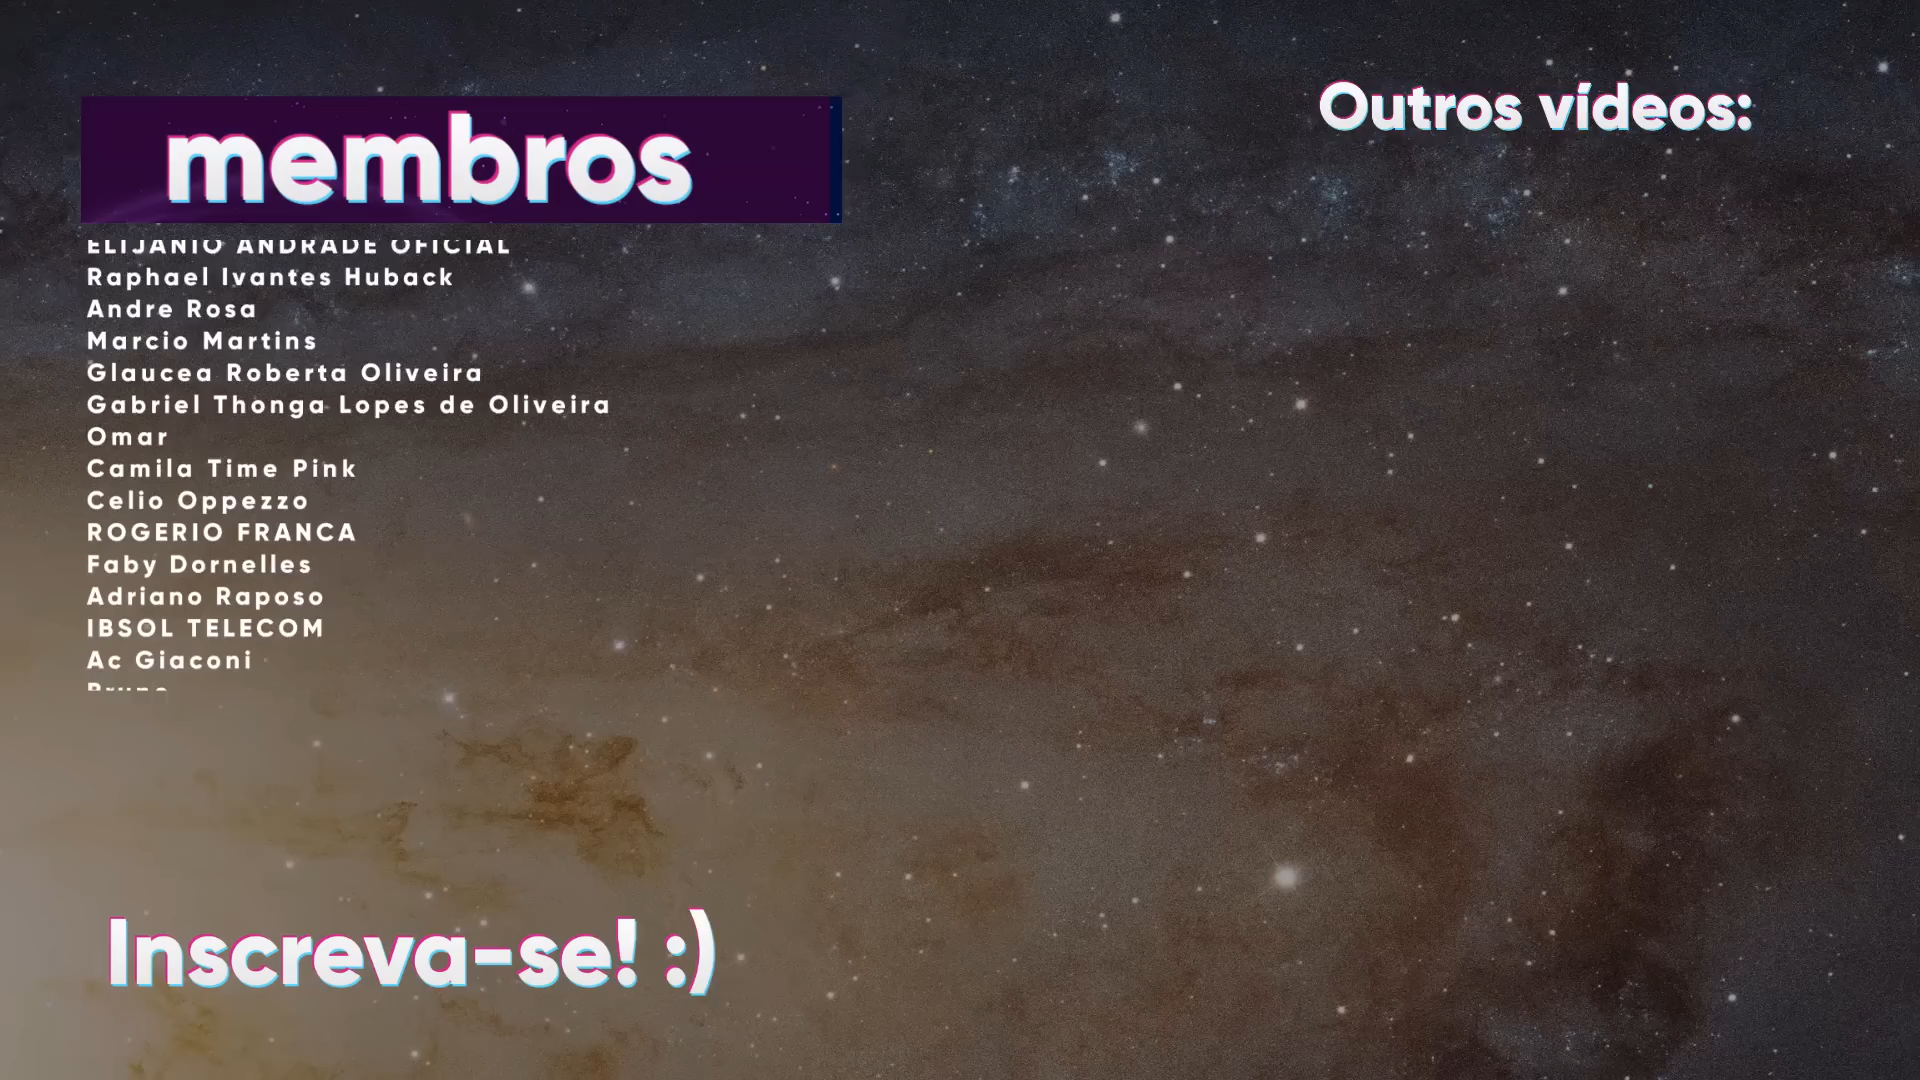 membros
ELIJANIO ANDRADE OFICIAL
Raphael Ivantes Huback
Andre Rosa
Marcio Martins
Glaucea Roberta Oliveira
Gabriel Thonga Lopes de Oliveira
Omar
Camila Time Pink
Celio Oppezzo
ROGERIO FRANCA
Faby Dornelles
Adriano Raposo
IBSOL TELECOM
Ac Giaconi
Outros vídeos:
Inscreva-se! :)